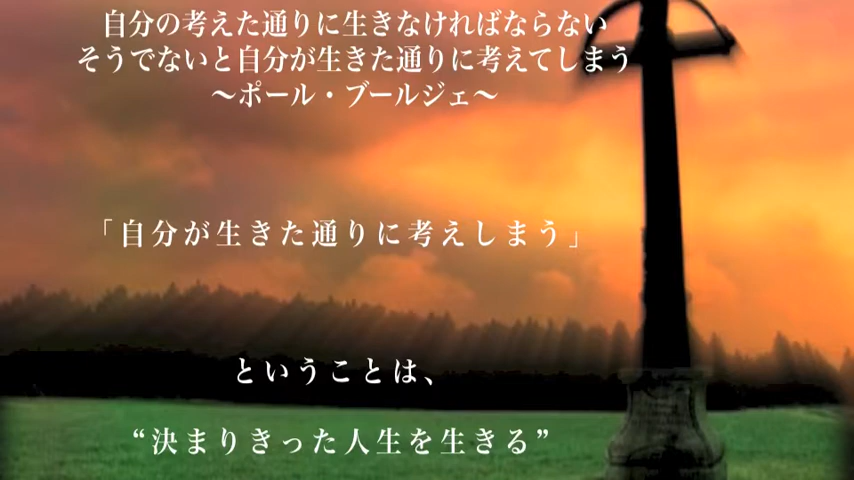 自分の考えた通りに生きなければならない
そうでないと自分が生きた通りに考えてしまう
～ポール・ブールジェ～
「自分が生きた通りに考えしまう」
ということは、
“決まりきった人生を生きる”